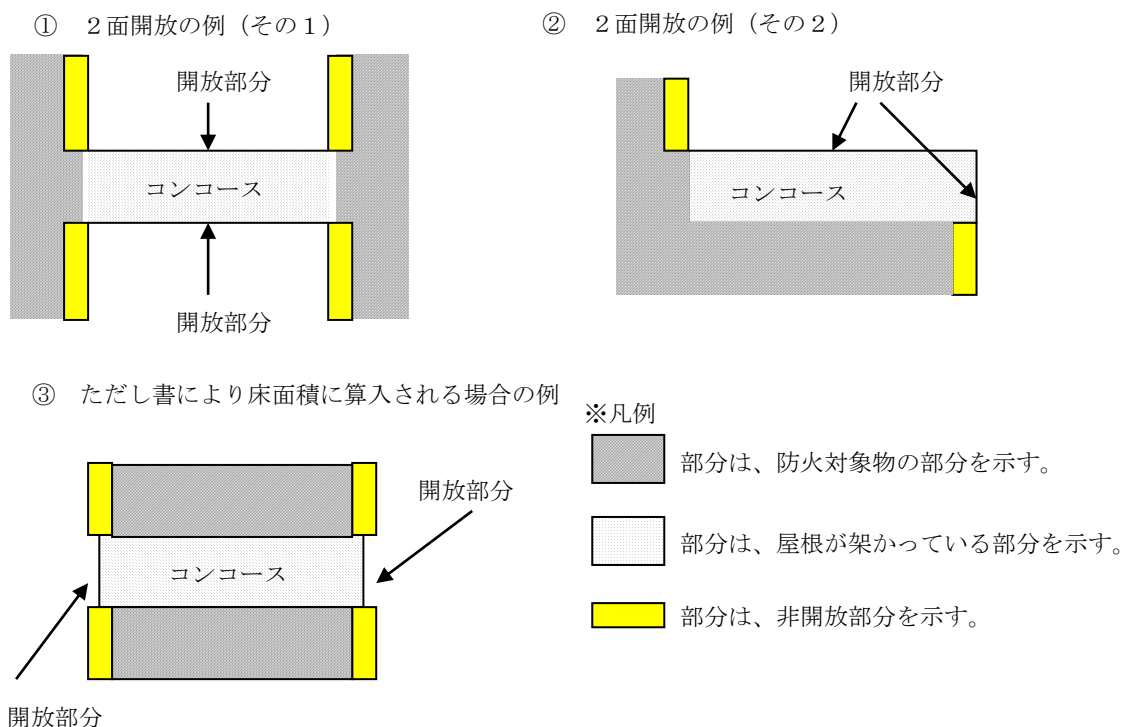 ① ２面開放の例（その１）
開放部分
コンコース
開放部分
② ２面開放の例（その２）
開放部分
コンコース
③ ただし書により床面積に算入される場合の例
開放部分
コンコース
開放部分
※凡例
部分は、防火対象物の部分を示す。
部分は、屋根が架かっている部分を示す。
部分は、非開放部分を示す。